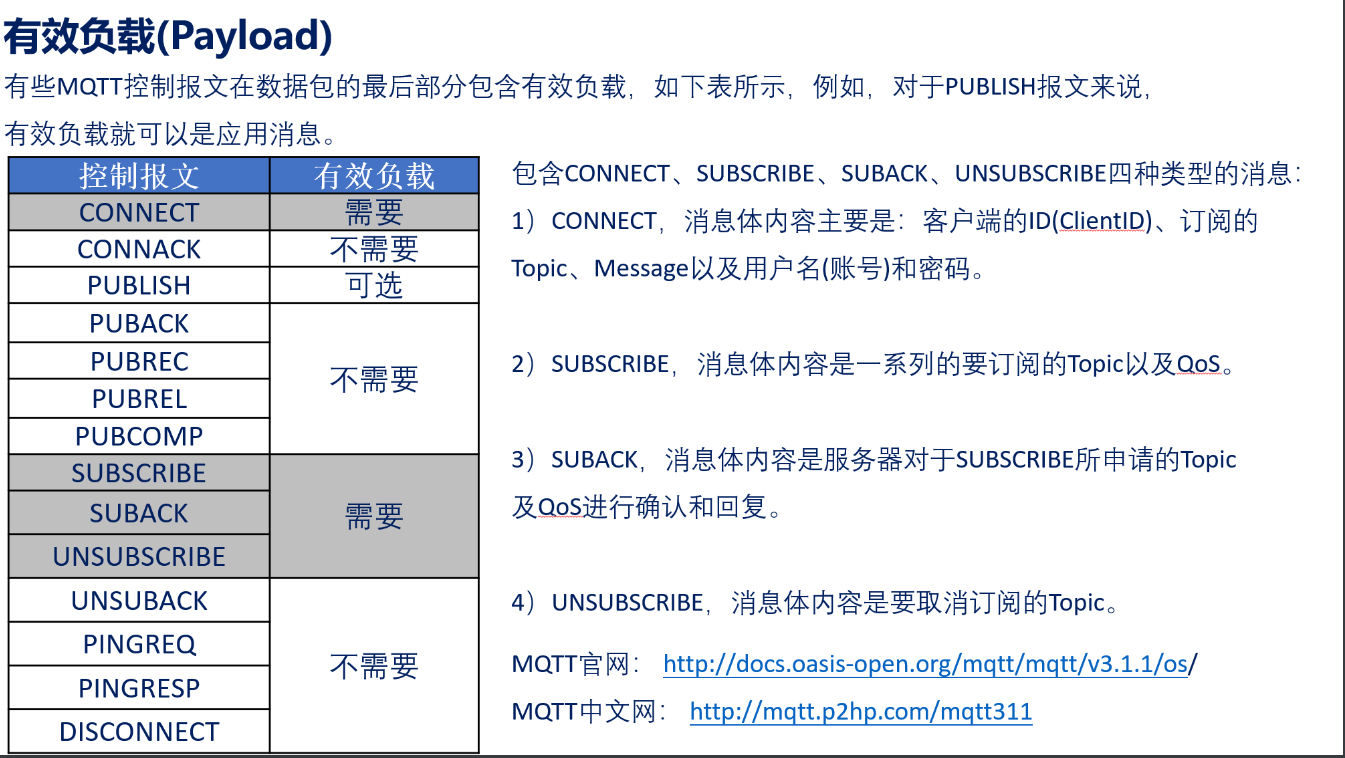 有效负载(Payload)
有些MQTT控制报文在数据包的最后部分包含有效负载，如下表所示，例如，对于PUBLISH报文来说，
有效负载就可以是应用消息。
控制报文 有效负载
CONNECT 需要
CONNACK 不需要
PUBLISH 可选
PUBACK
PUBREC
不需要
PUBREL
PUBCOMP
SUBSCRIBE
SUBACK 需要
UNSUBSCRIBE
UNSUBACK
PINGREQ
不需要
PINGRESP
DISCONNECT
包含CONNECT、SUBSCRIBE、SUBACK、UNSUBSCRIBE四种类型的消息：
1）CONNECT，消息体内容主要是：客户端的ID(ClientID)、订阅的
Topic、Message以及用户名(账号)和密码。
2）SUBSCRIBE，消息体内容是一系列的要订阅的Topic以及QoS。
3）SUBACK，消息体内容是服务器对于SUBSCRIBE所申请的Topic
及QoS进行确认和回复。
4）UNSUBSCRIBE，消息体内容是要取消订阅的Topic。
MQTT官网： http://docs.oasis-open.org/mqtt/mqtt/v3.1.1/os/
MQTT中文网： http://mqtt.p2hp.com/mqtt311